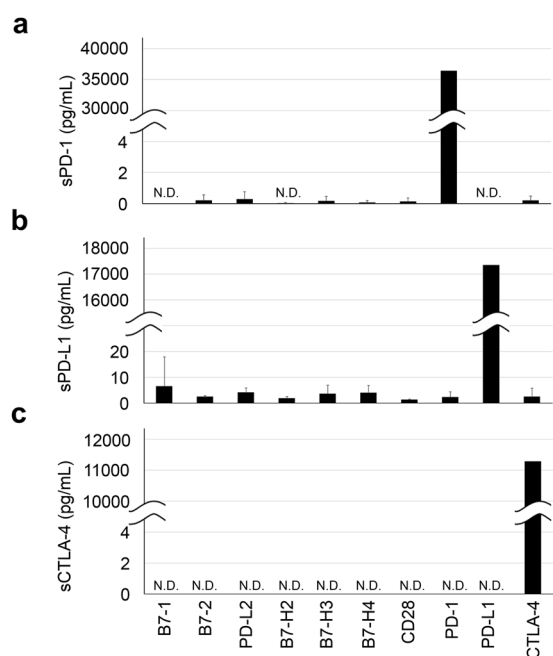 a
sPD-1 (pg/mL)
40000
35000
30000
4
2
0
N.D.
N.D.
N.D.
b
sPD-L1 (pg/mL)
18000
17000
16000
20
10
0
c
sCTLA-4 (pg/mL)
12000
11000
10000
4
2
0
N.D. N.D. N.D. N.D. N.D. N.D. N.D. N.D. N.D.
B7-1
B7-2
PD-L2
B7-H2
B7-H3
B7-H4
CD28
PD-1
PD-L1
CTLA-4